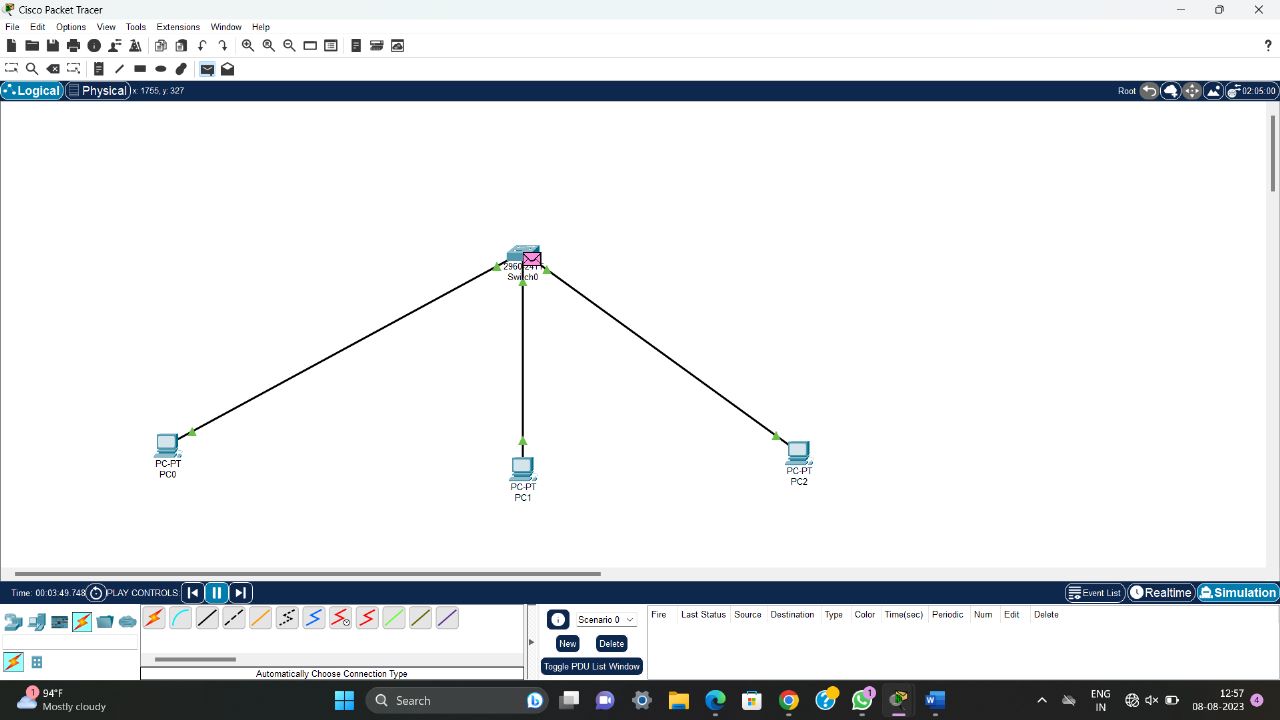 Cisco Packet Tracer
File Edit Options View Tools Extensions Window Help
Logical Physical x: 1755, y: 327 Root 02:05:00
Switch0
PC-PT
PC0
PC-PT
PC1
PC-PT
PC2
Time: 00:03:49.748 PLAY CONTROLS: Event List Realtime Simulation
Scenario 0
New Delete
Toggle PDU List Window
Fire Last Status Source Destination Type Color Time(sec) Periodic Num Edit Delete
Automatically Choose Connection Type
94°F
Mostly cloudy
1
Search
1
ENG
IN
12:57
08-08-2023
4